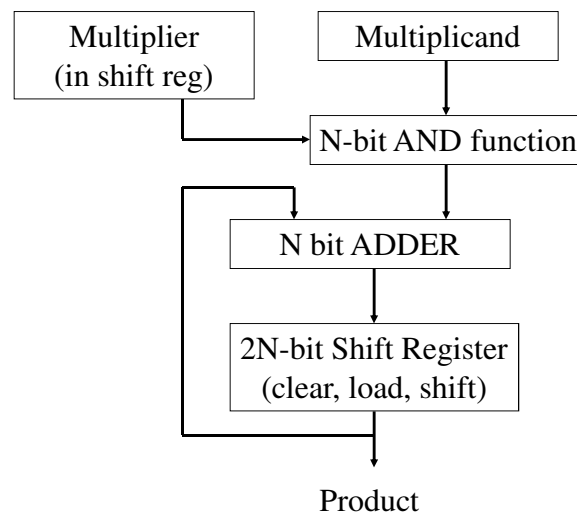 Multiplier
(in shift reg)
Multiplicand
N-bit AND function
N bit ADDER
2N-bit Shift Register
(clear, load, shift)
Product